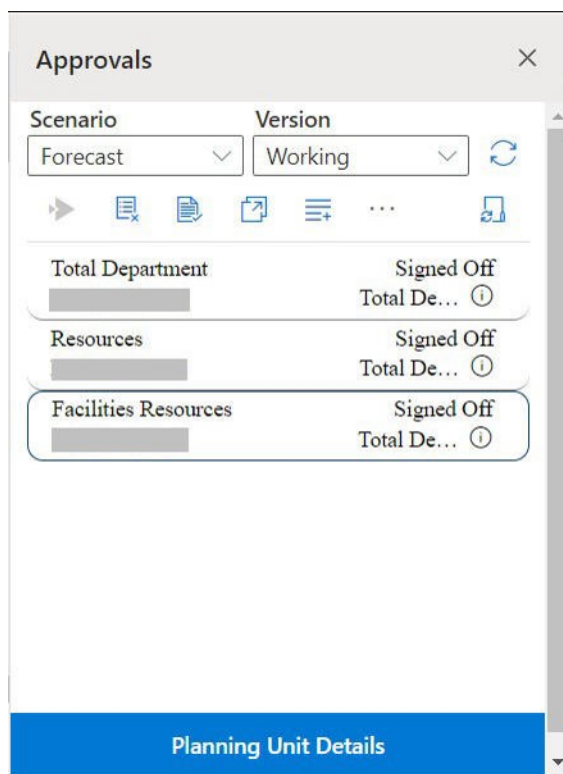 Approvals
Scenario Version
Forecast Working
Total Department Signed Off
Total De...
Resources Signed Off
Total De...
Facilities Resources Signed Off
Total De...
Planning Unit Details